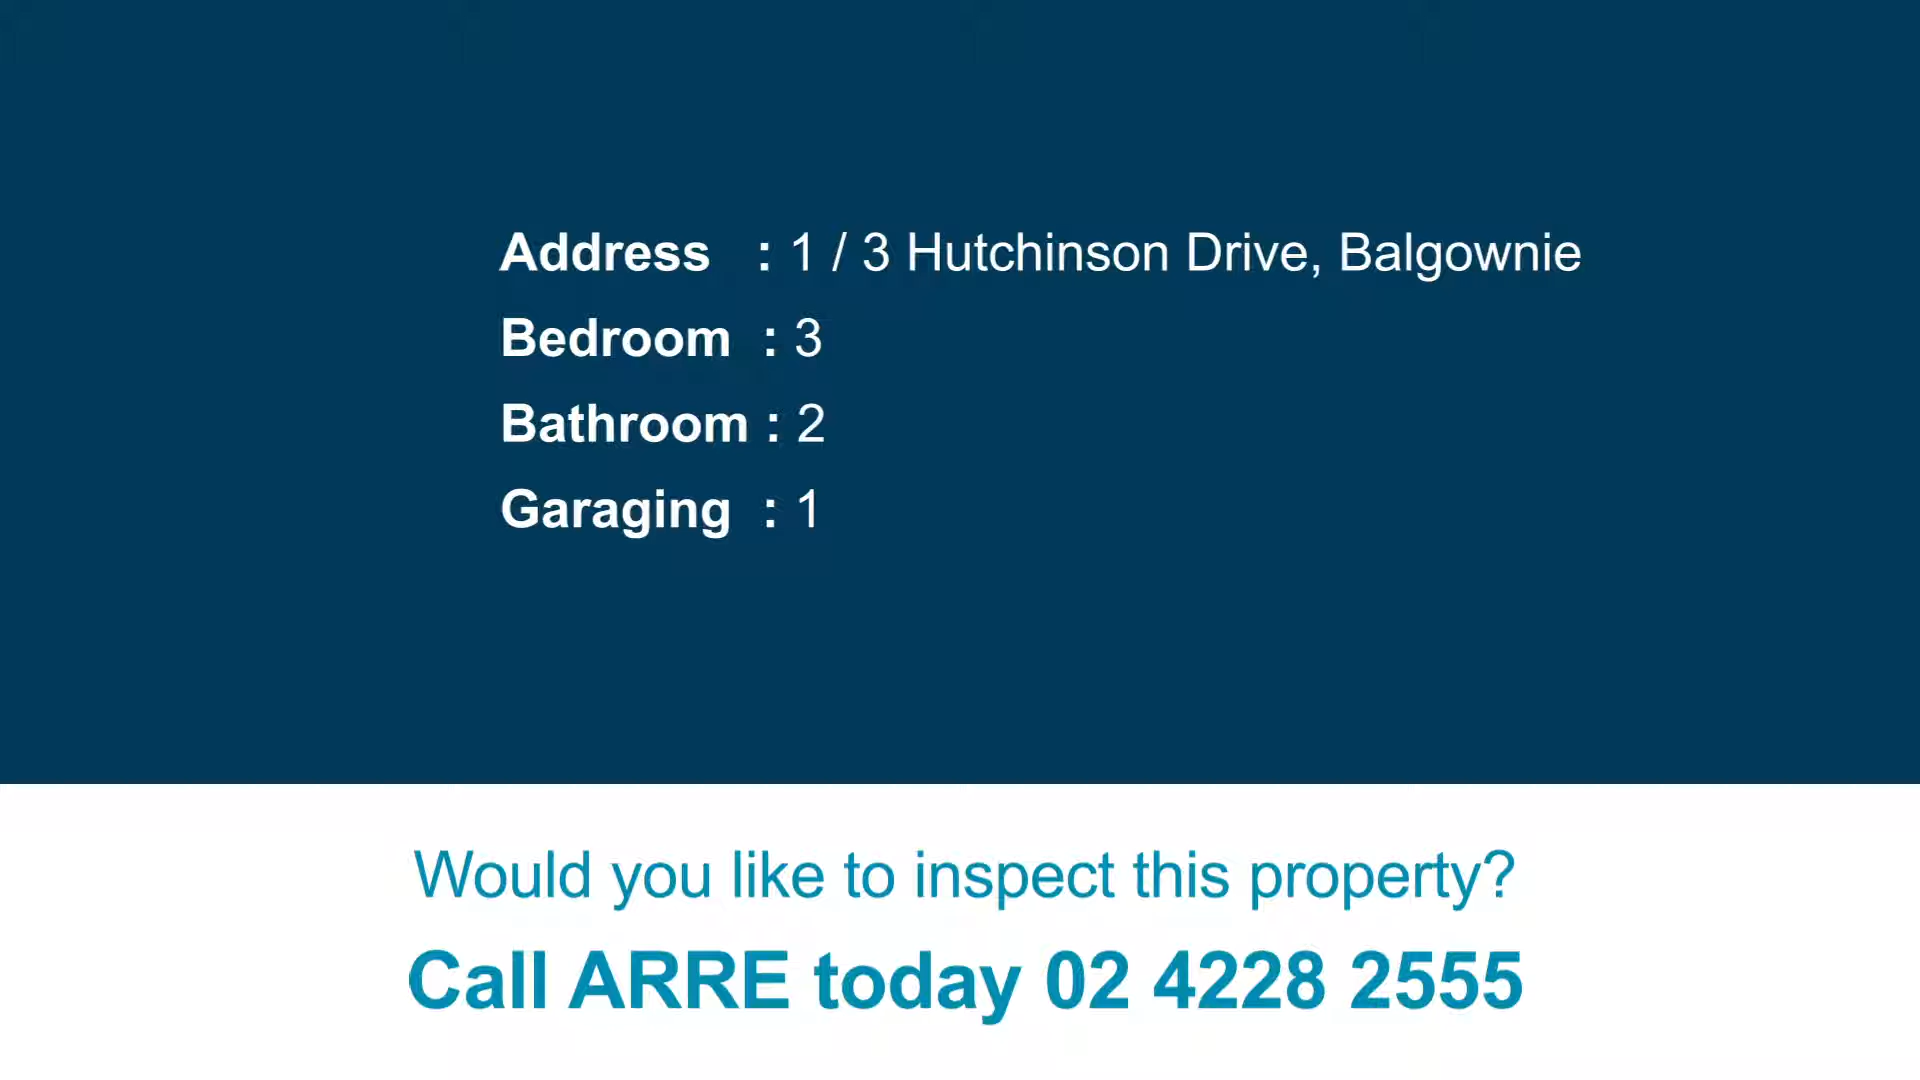 Address : 1 / 3 Hutchinson Drive, Balgownie
Bedroom : 3
Bathroom : 2
Garaging : 1
Would you like to inspect this property?
Call ARRE today 02 4228 2555